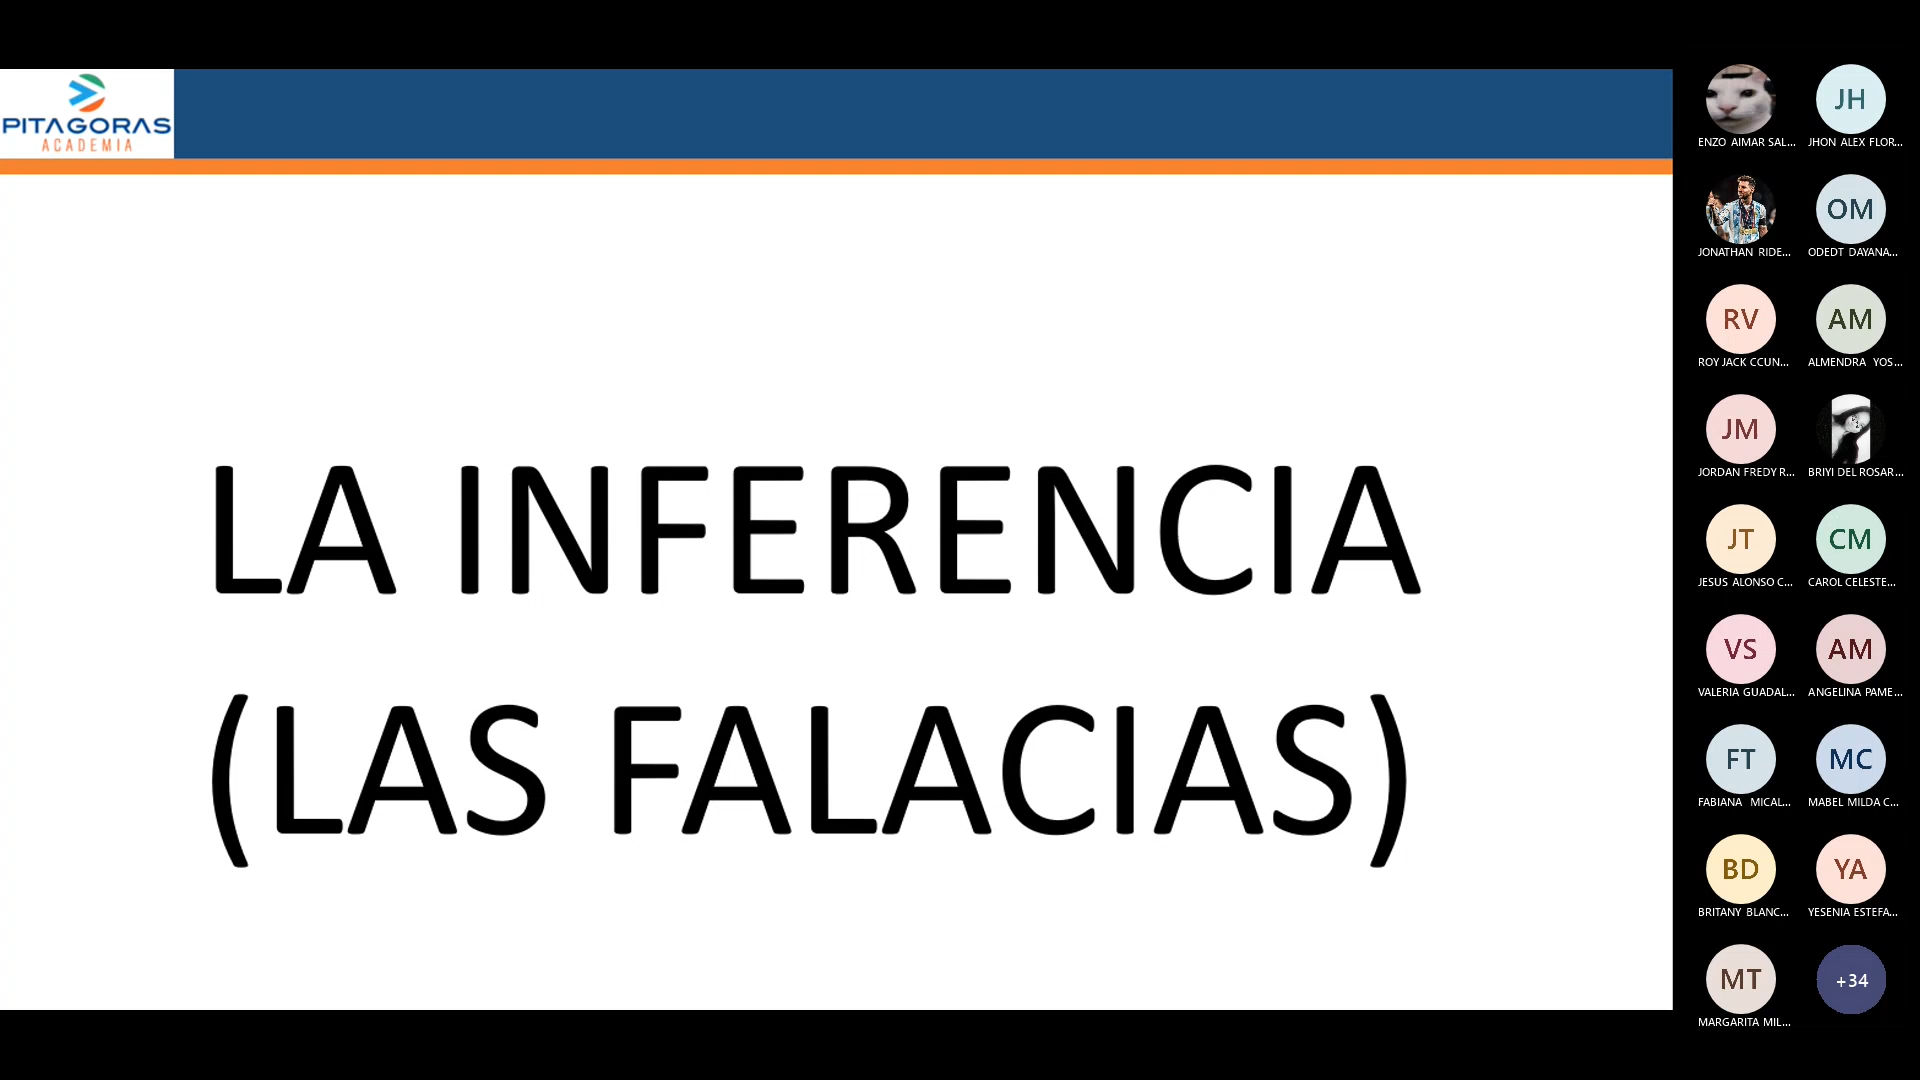 PITAGORAS
ACADEMIA
LA INFERENCIA
(LAS FALACIAS)
ENZO AIMAR SAL...
JH
JHON ALEX FLOR...
JONATHAN RIDE...
OM
ODEDT DAYANA...
RV
ROY JACK CCUN...
AM
ALMENDRA YOS...
JM
JORDAN FREDY R...
BRIYI DEL ROSAR...
JT
JESUS ALONSO C...
CM
CAROL CELESTE...
VS
VALERIA GUADAL...
AM
ANGELINA PAME...
FT
FABIANA MICAL...
MC
MABEL MILDA C...
BD
BRITANY BLANC...
YA
YESENIA ESTEFA...
MT
MARGARITA MIL...
+34